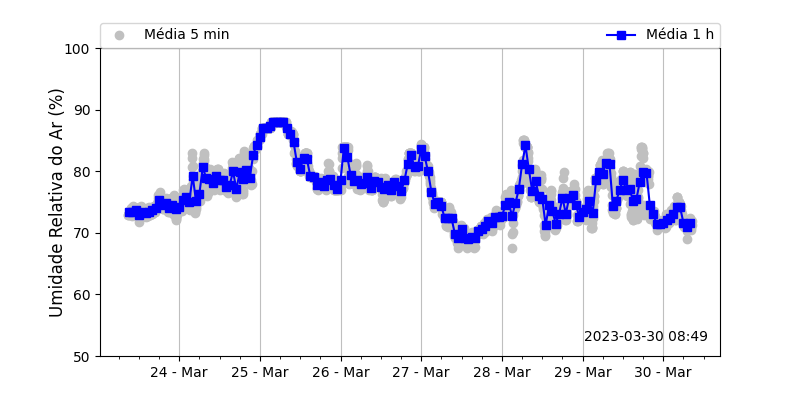 Média 5 min
Média 1 h
Umidade Relativa do Ar (%)
100
90
80
70
60
50
2023-03-30 08:49
24 - Mar
25 - Mar
26 - Mar
27 - Mar
28 - Mar
29 - Mar
30 - Mar